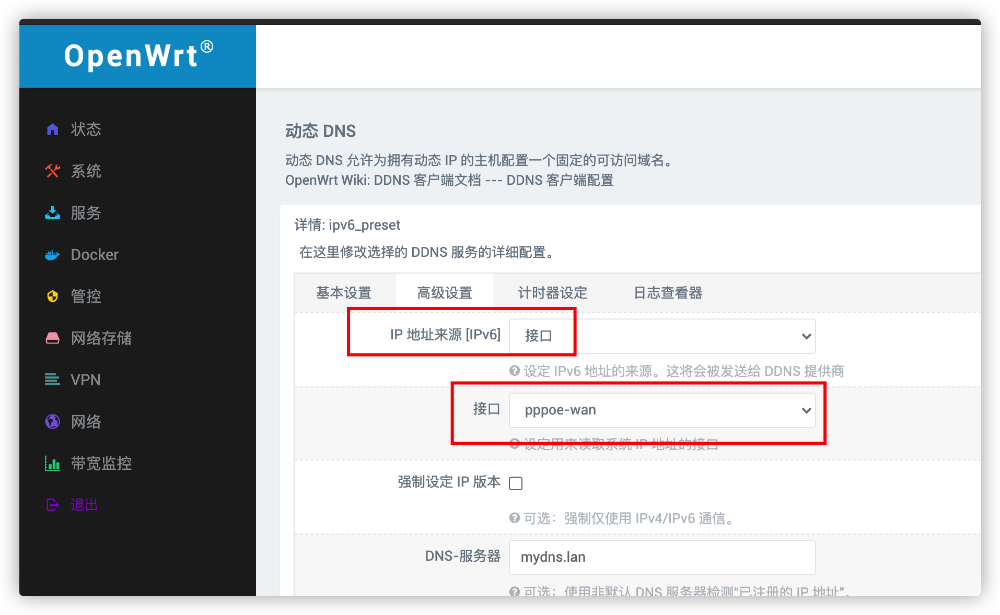 OpenWrt®
状态
系统
服务
Docker
管控
网络存储
VPN
网络
带宽监控
退出
动态 DNS
动态 DNS 允许为拥有动态 IP 的主机配置一个固定的可访问域名。
OpenWrt Wiki: DDNS 客户端文档 --- DDNS 客户端配置
详情: ipv6_preset
在这里修改选择的 DDNS 服务的详细配置。
基本设置 高级设置 计时器设定 日志查看器
IP 地址来源 [IPv6] 接口
设定 IPv6 地址的来源。这将会被发送给 DDNS 提供商
接口 pppoe-wan
设定用来读取系统 IP 地址的接口
强制设定 IP 版本
可选：强制仅使用 IPv4/IPv6 通信。
DNS-服务器 mydns.lan
可选：使用非默认 DNS 服务器检测"已注册的 IP 地址"。